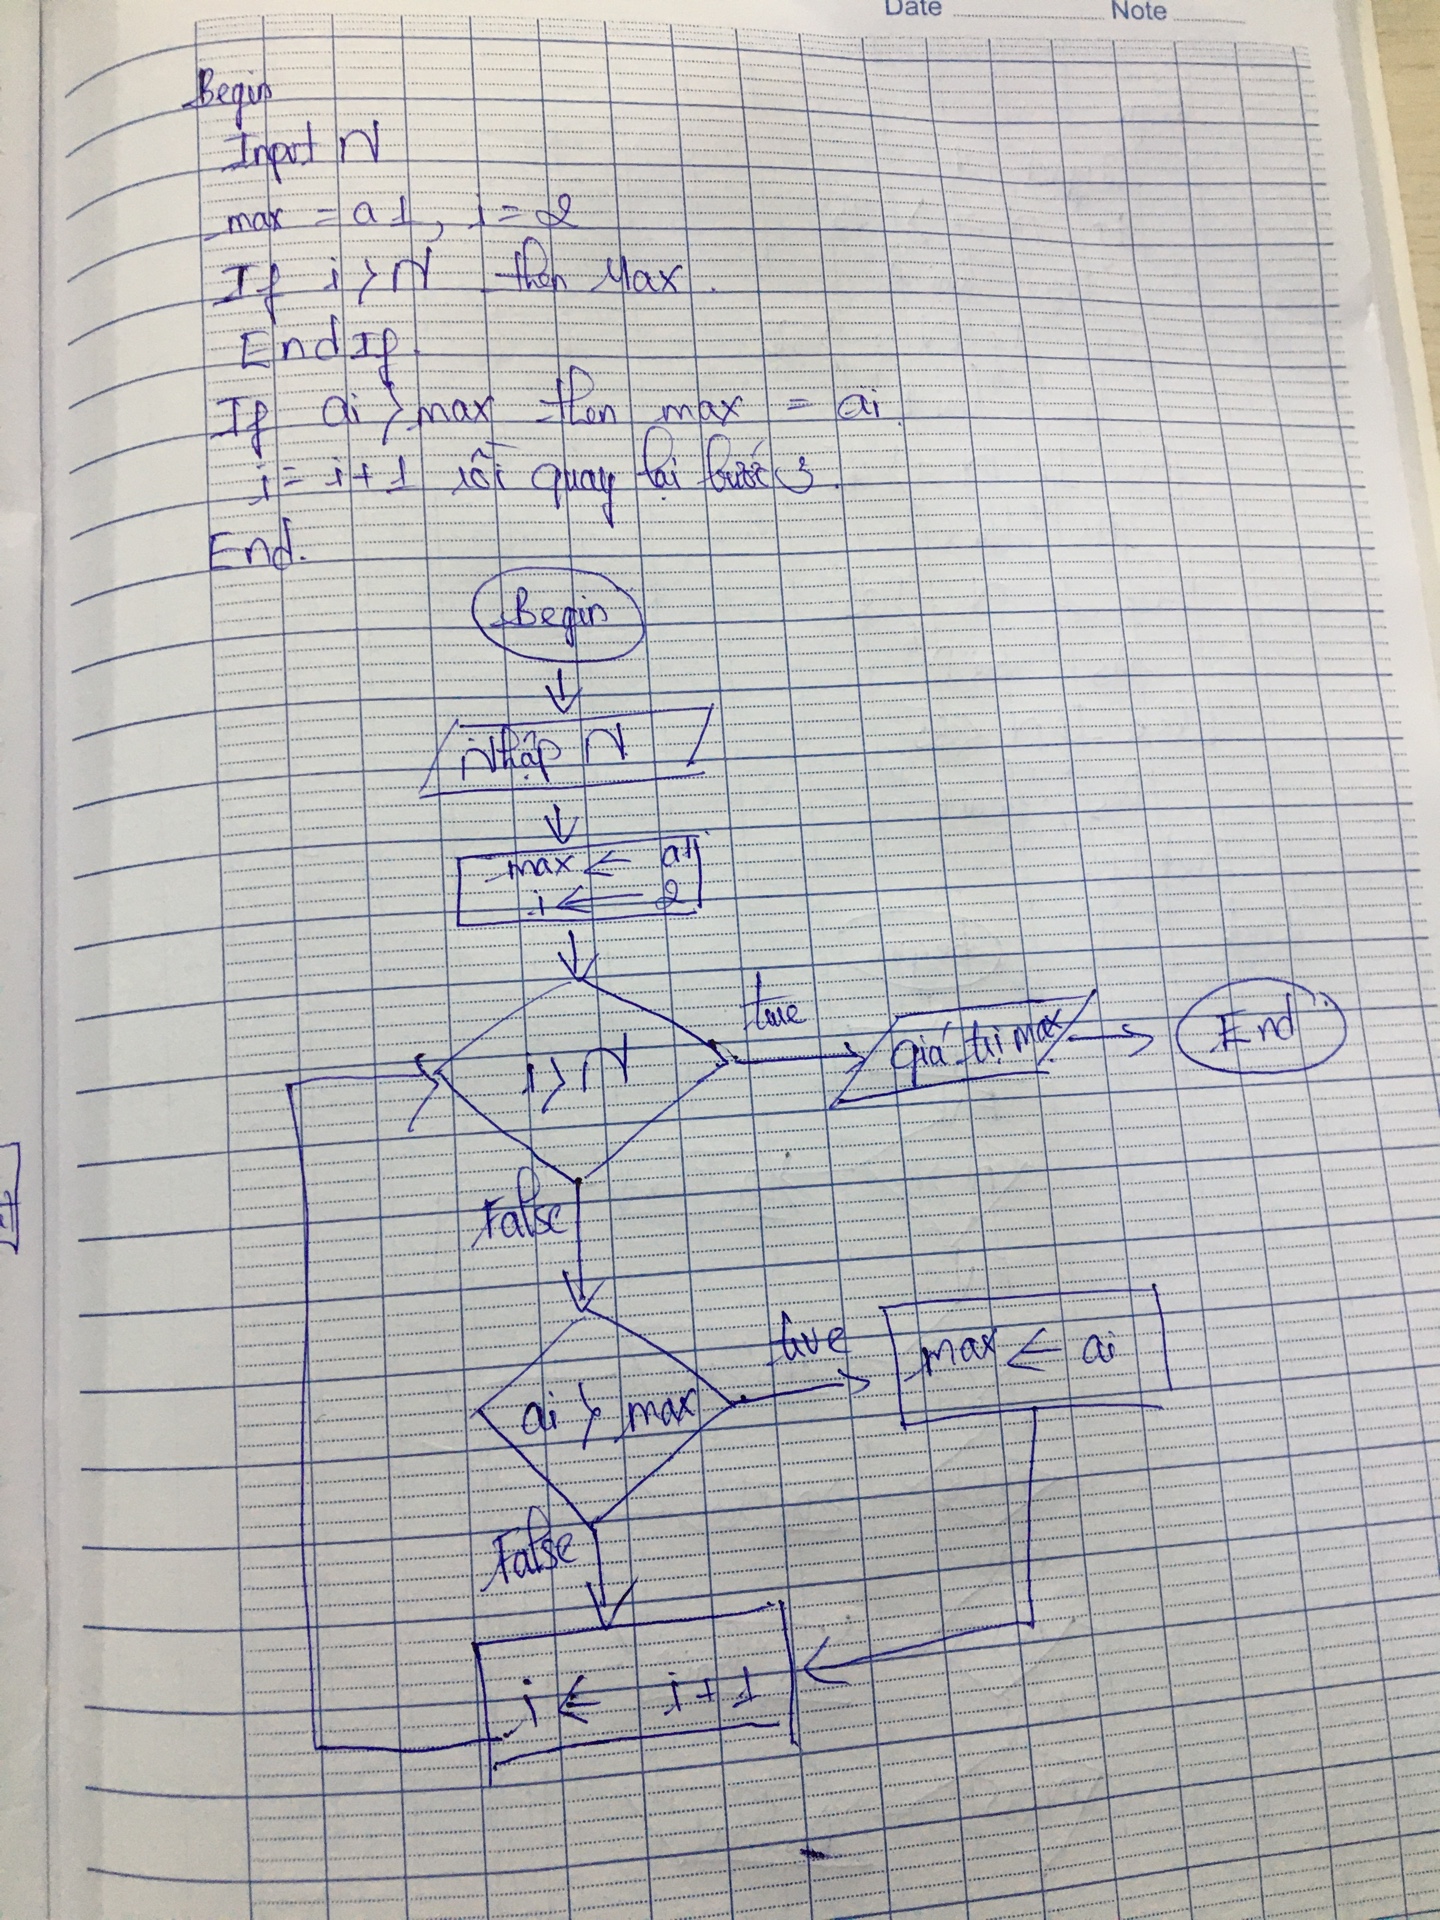 Date Note
Begin
Input N
max = a1, i = 2
If i > N then Max.
End If.
If ai > max then max = ai.
i = i+1 rồi quay lại bước 3.
End.
Begin
Nhập N
max ← a1
i ← 2
i > N
true
giá trị max
End
False
ai > max
true
max ← ai
False
i ← i+1